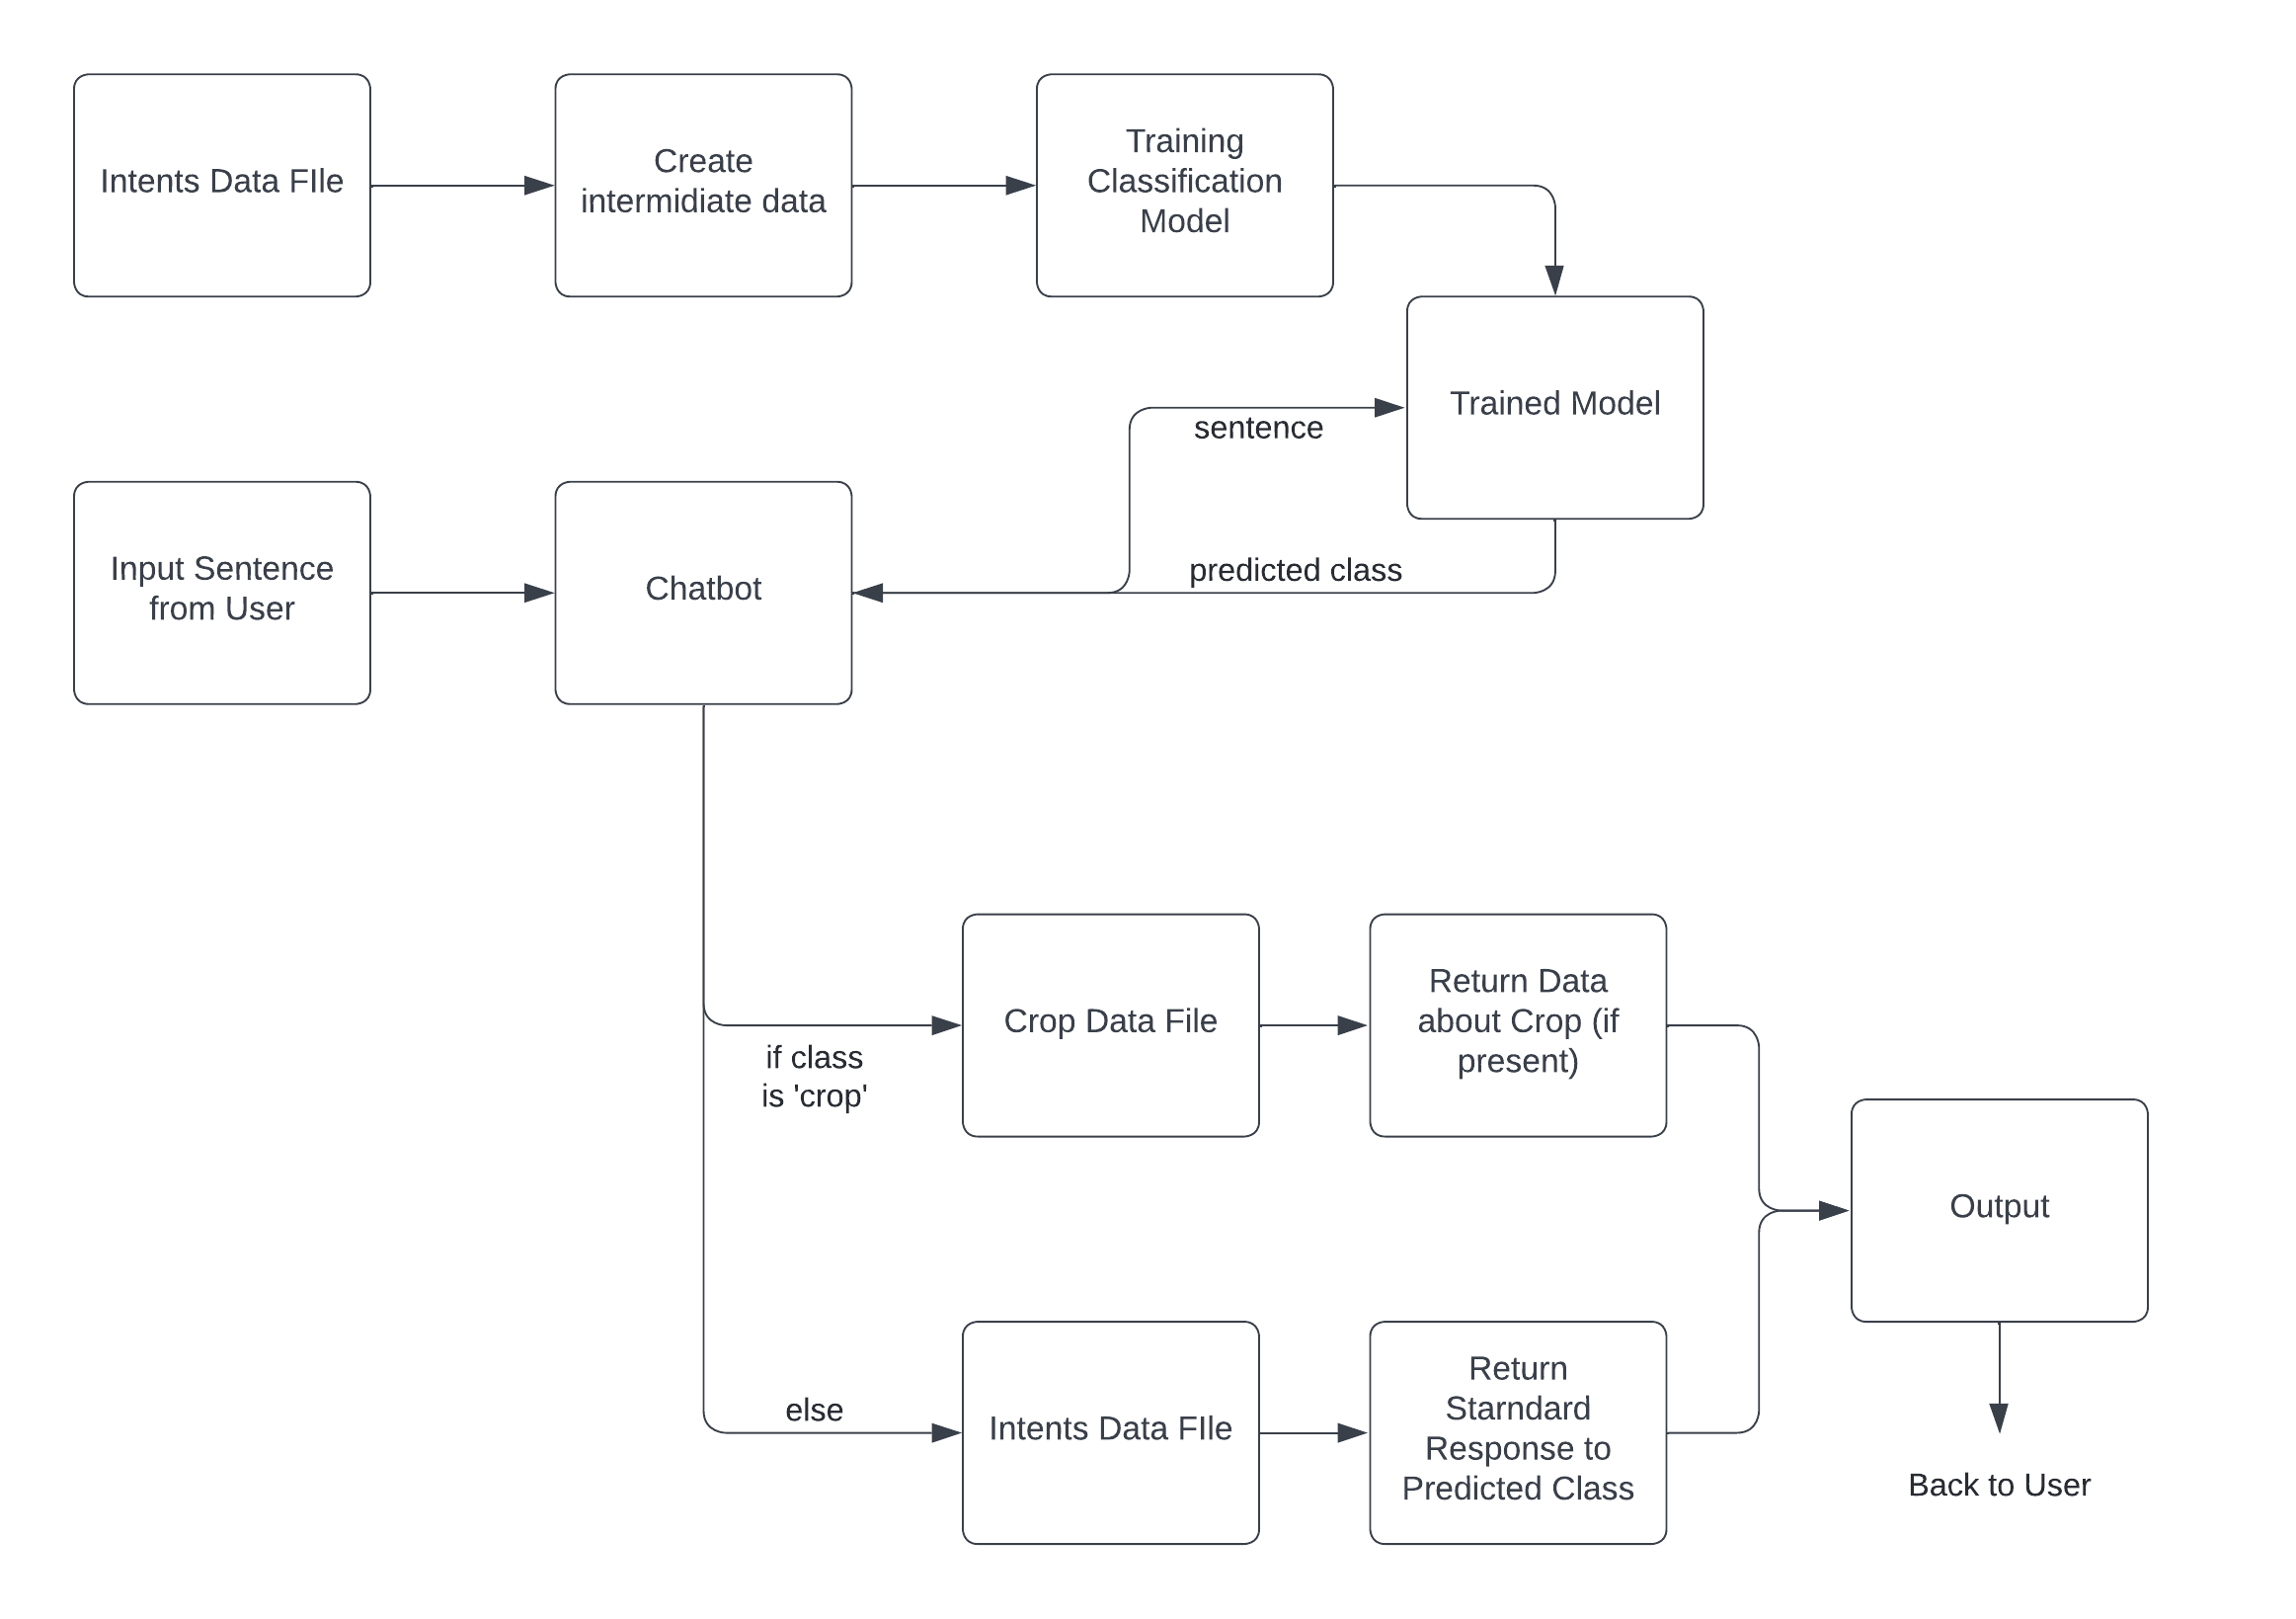 Intents Data FIle
Create
intermidiate data
Training
Classification
Model
Trained Model
sentence
Input Sentence
from User
Chatbot
predicted class
Crop Data File
Return Data
about Crop (if
present)
if class
is 'crop'
Output
else
Intents Data FIle
Return
Starndard
Response to
Predicted Class
Back to User